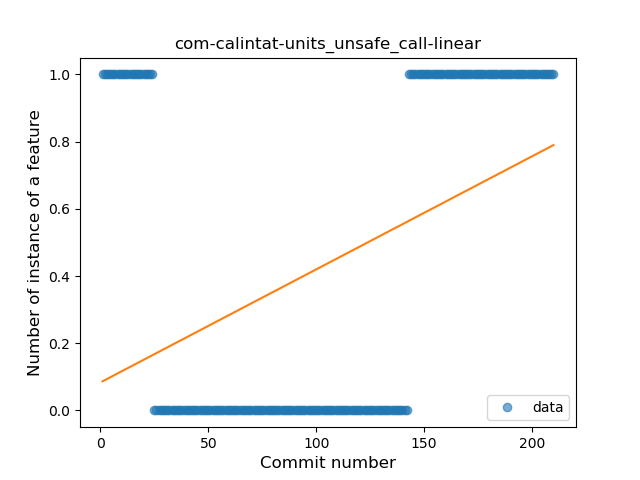 com-calintat-units_unsafe_call-linear
Number of instance of a feature
1.0
0.8
0.6
0.4
0.2
0.0
0
50
100
150
200
Commit number
data